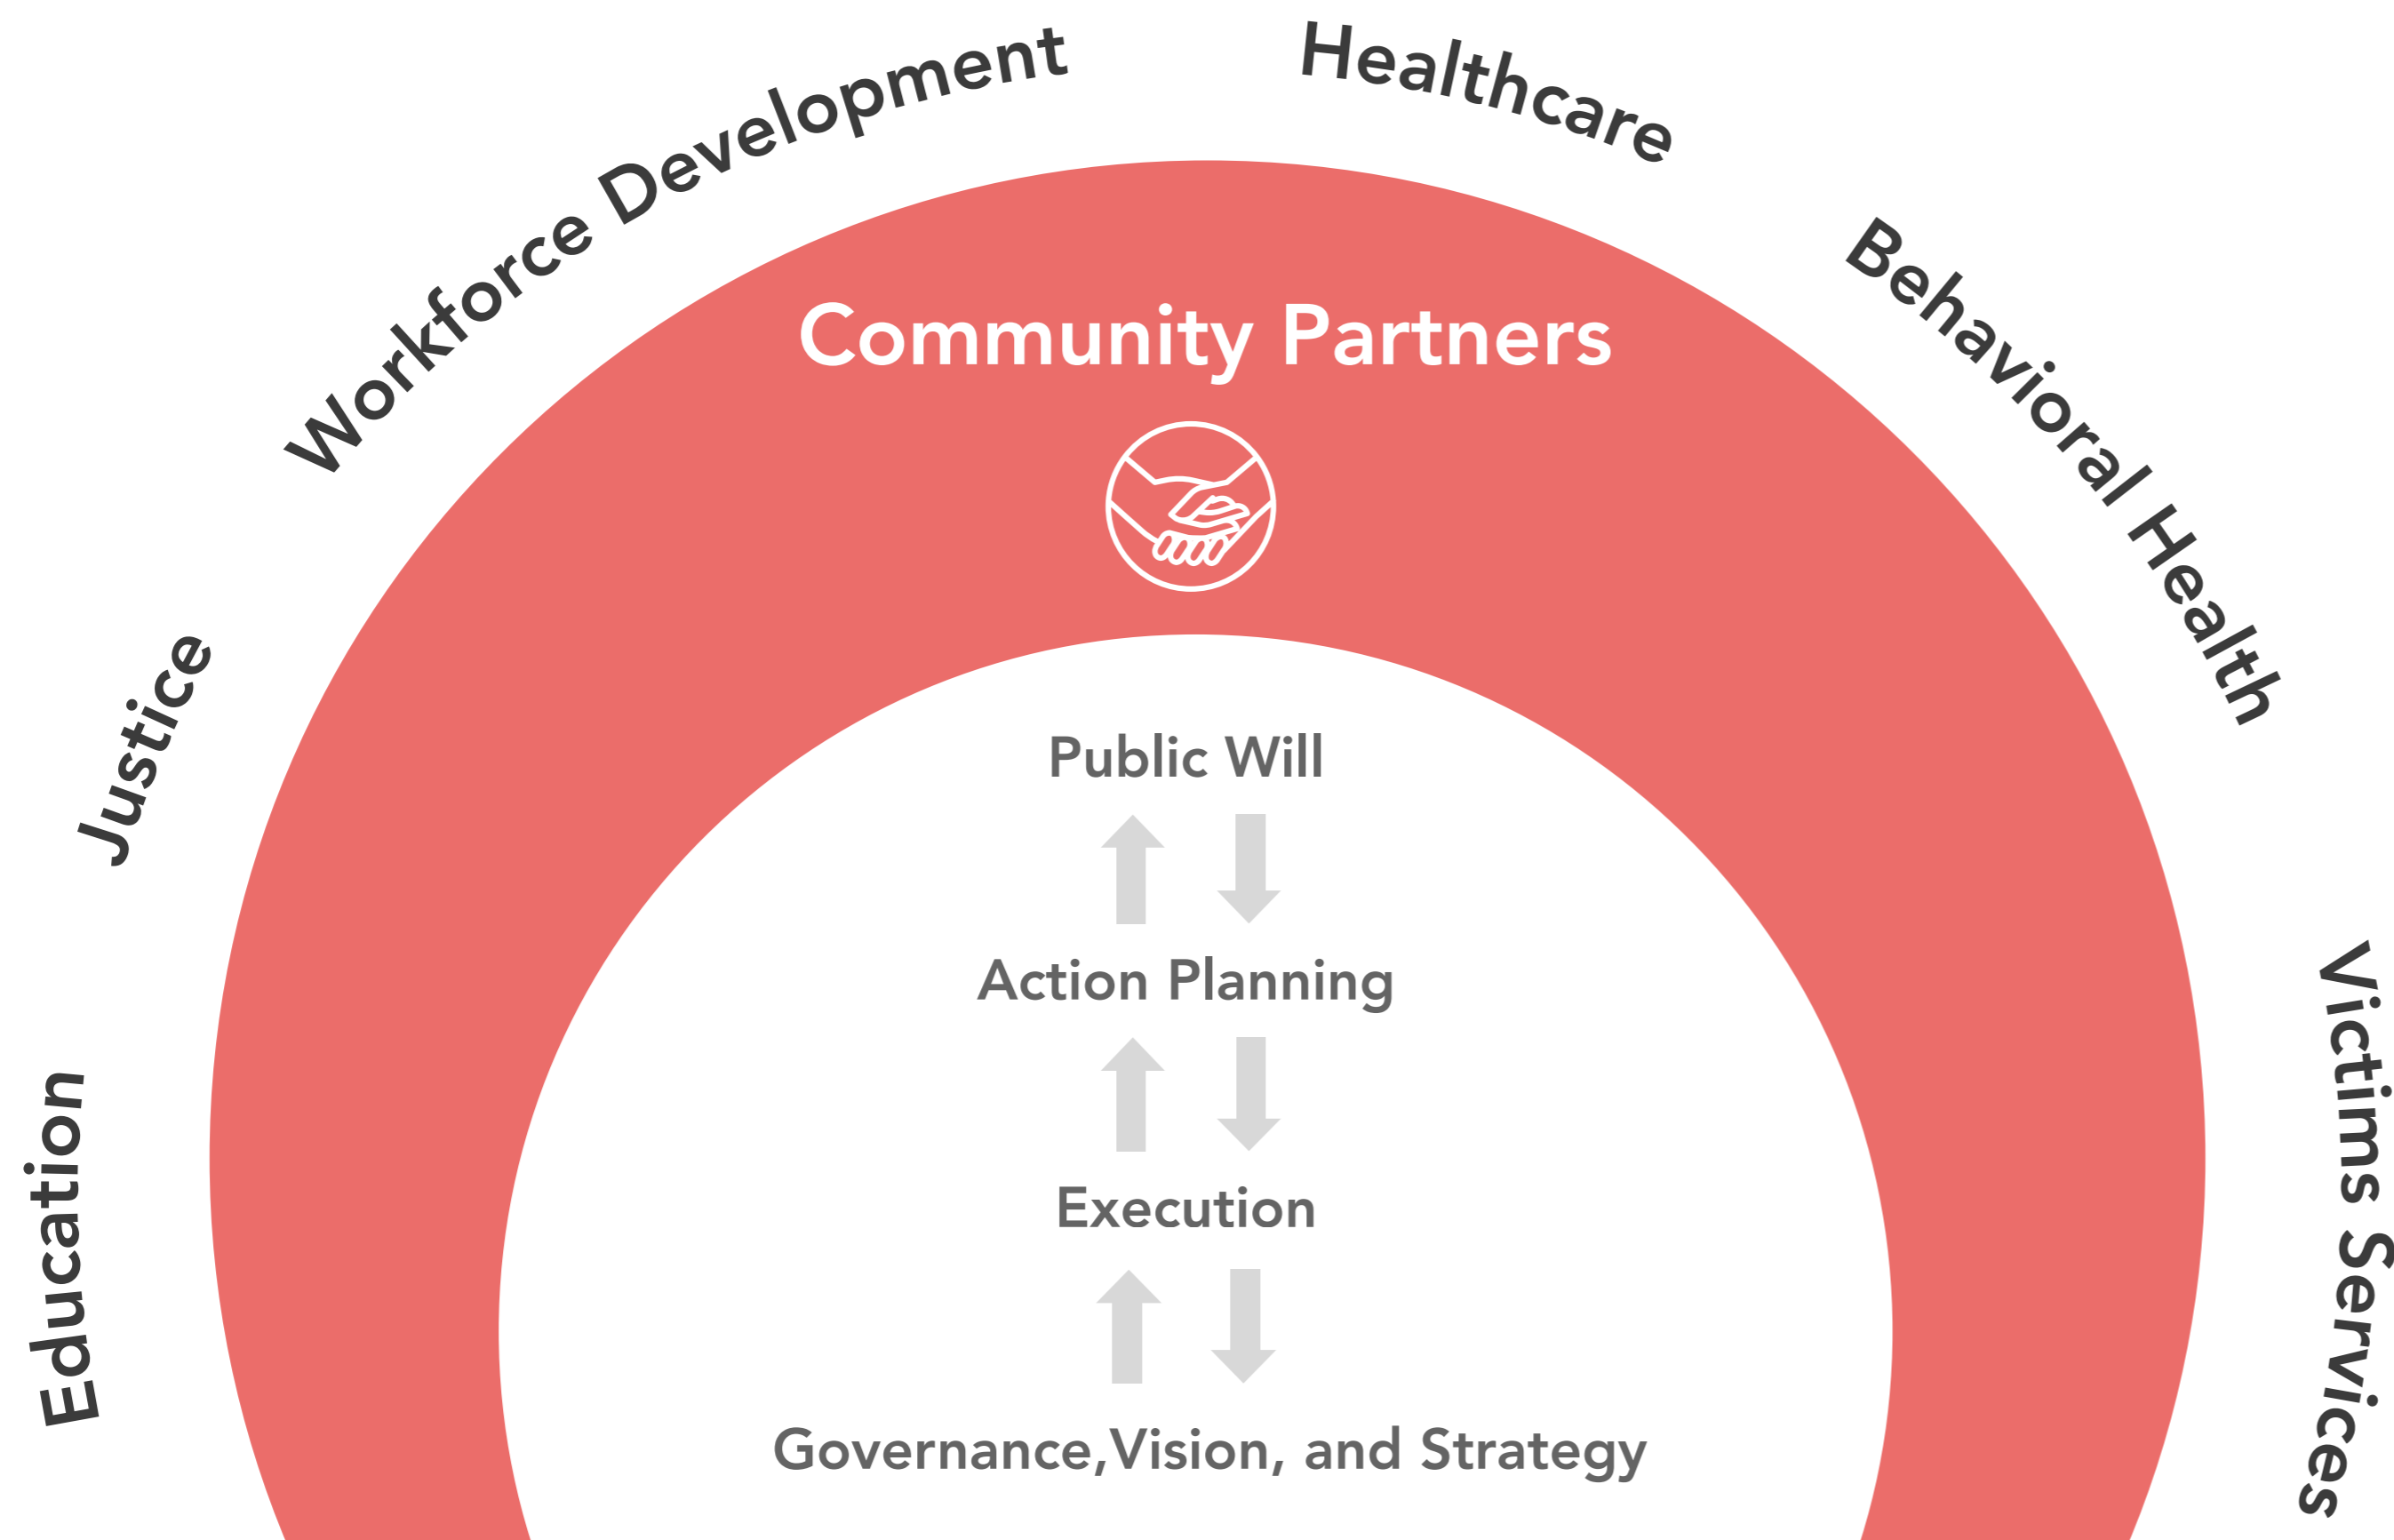 Education
Justice
Workforce Development
Healthcare
Behavioral Health
Victims Services
Community Partners
Public Will
Action Planning
Execution
Governance,Vision, and Strategy